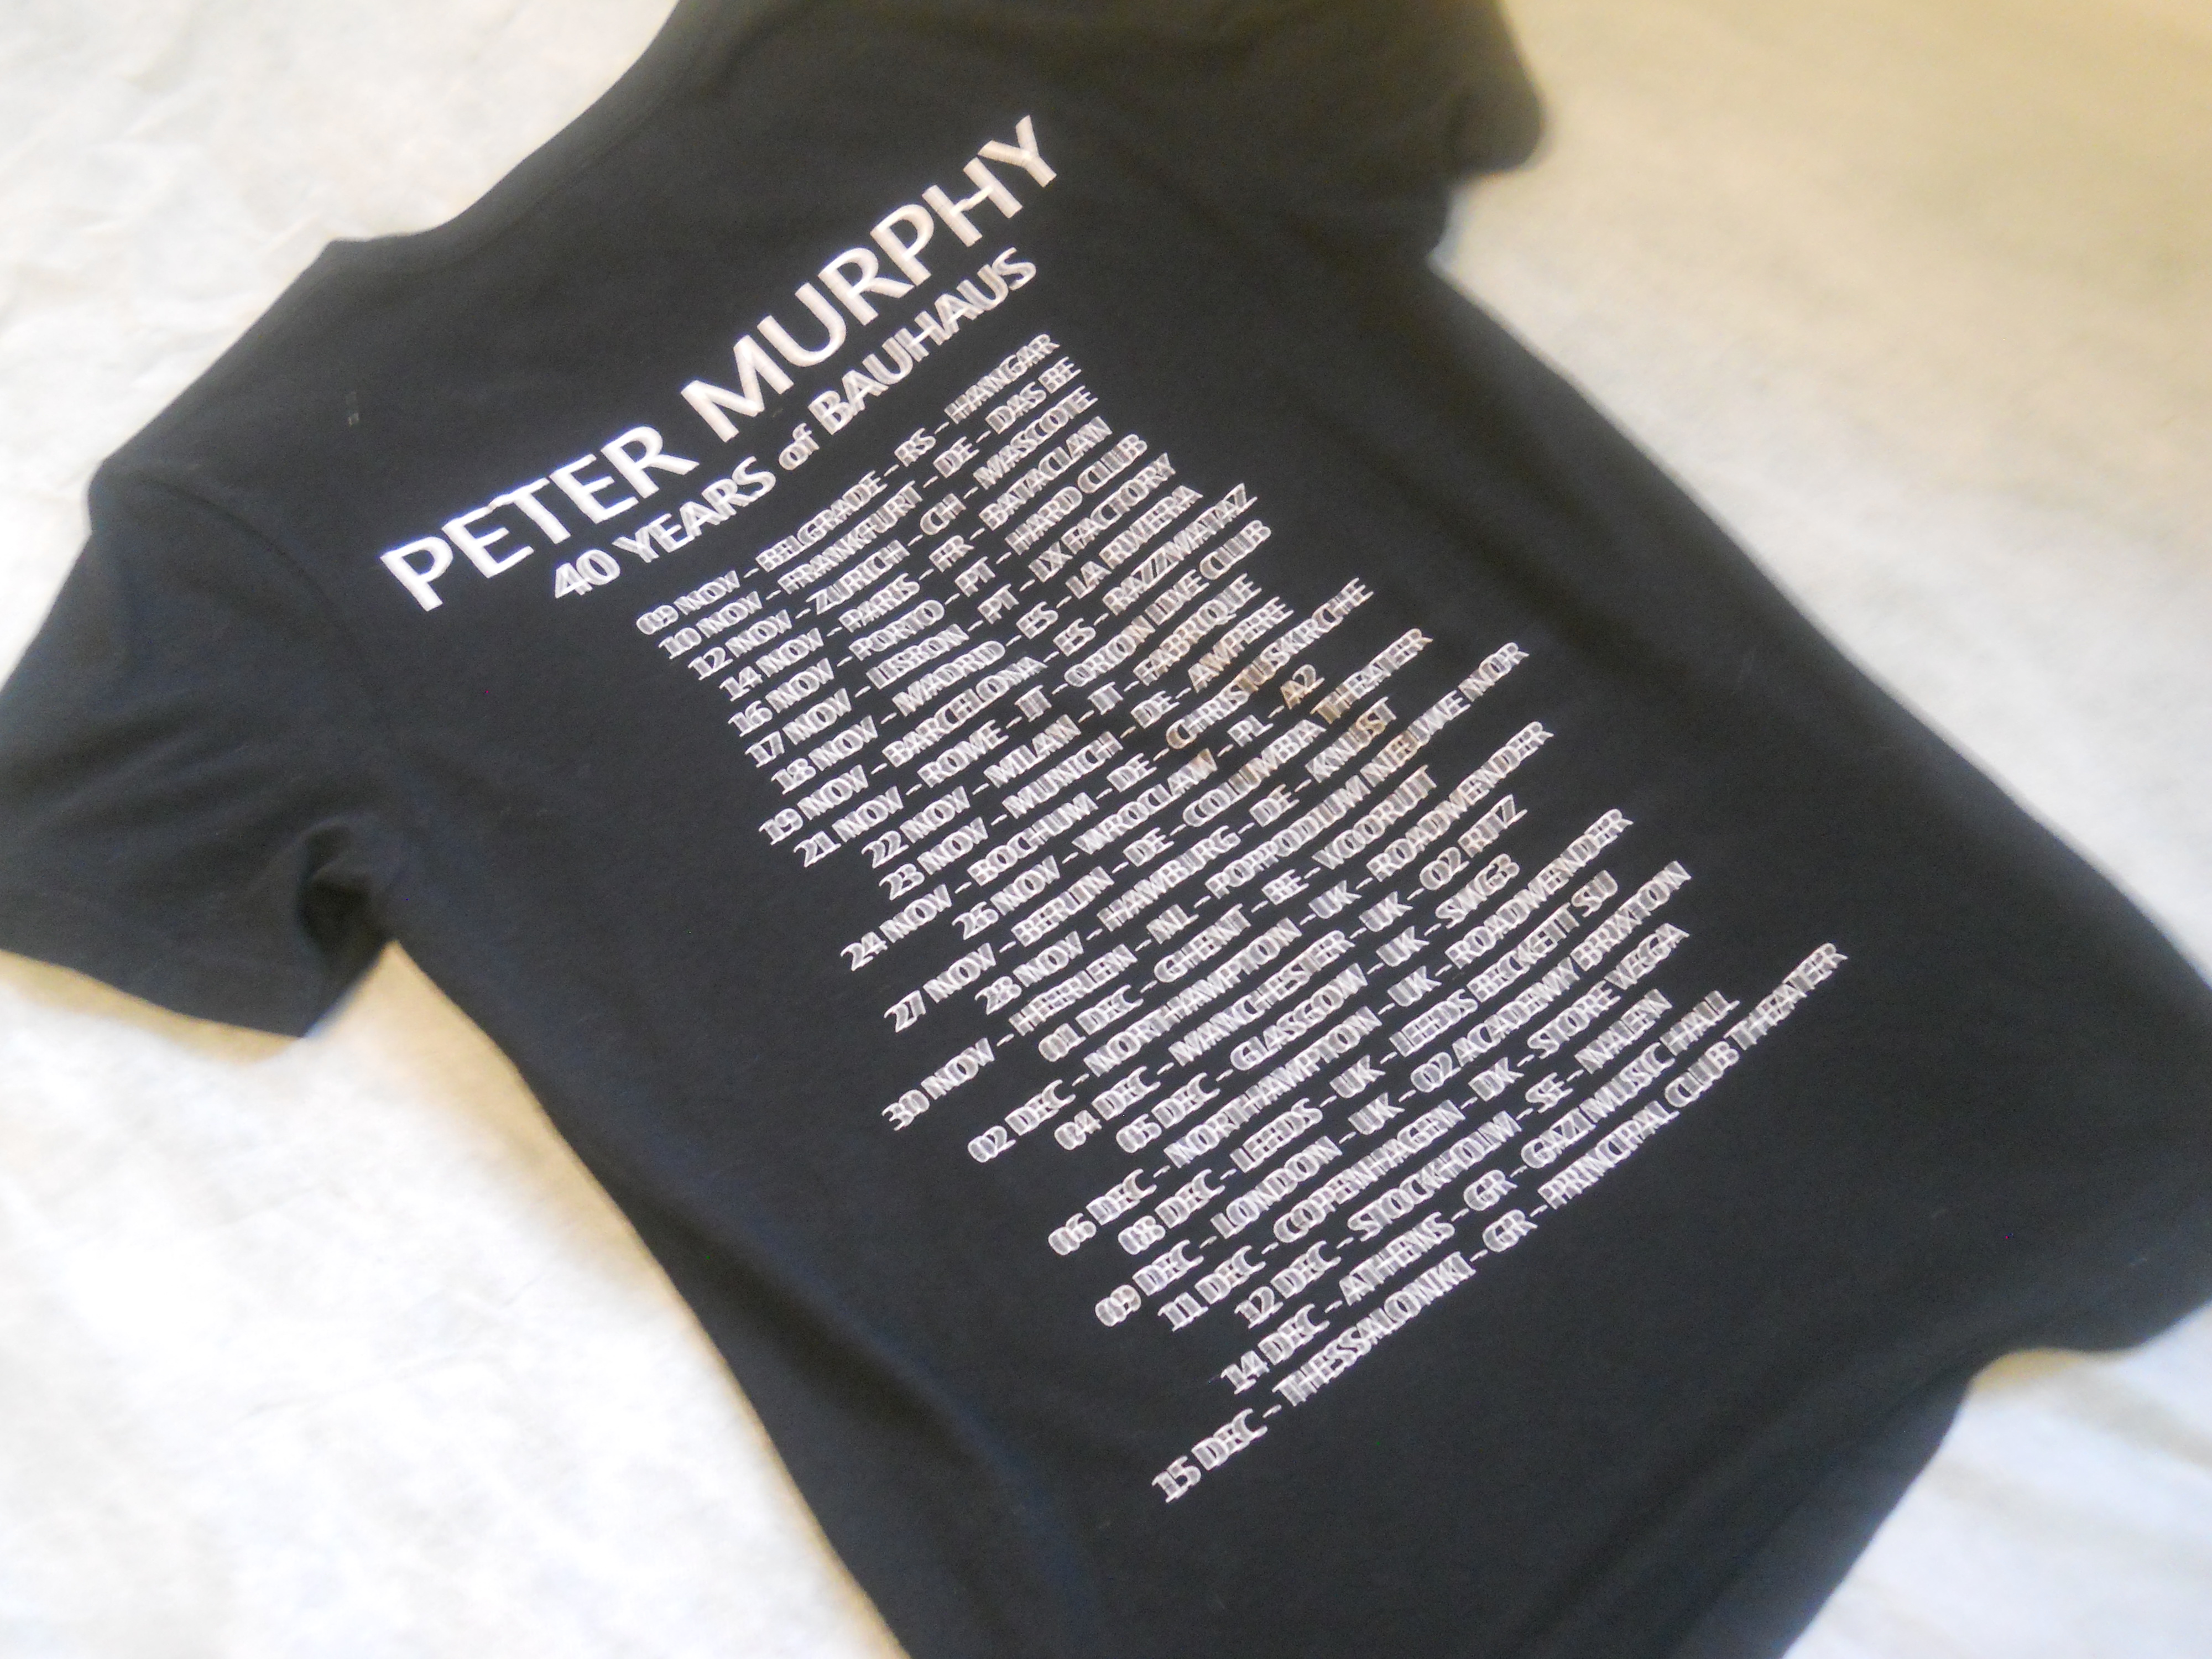 PETER MURPHY
40 YEARS of BAUHAUS
09 NOV - BELGRADE - RS - HANGAR
10 NOV - FRANKFURT - DE - DAS BE
12 NOV - ZURICH - CH - MASCOTE
14 NOV - PARIS - FR - BATACLAN
16 NOV - PORTO - PT - HARD CLUB
17 NOV - LISBON - PT - LX FACTORY
18 NOV - MADRID - ES - LA RIVIERA
19 NOV - BARCELONA - ES - RAZZMATAZ
21 NOV - ROME - IT - ORION LIVE CLUB
22 NOV - MILAN - IT - FABRIQUE
23 NOV - MUNICH - DE - AMPERE
24 NOV - BOCHUM - DE - CHRISTUSKIRCHE
25 NOV - WROCLAW - PL - A2
27 NOV - BERLIN - DE - COLUMBIA THEATER
28 NOV - HAMBURG - DE - KNUST
30 NOV - HERLEN - NL - POPRODIUM NIEUWE NOR
01 DEC - GHENT - BE - VOORUIT
02 DEC - NORTHAMPTON - UK - ROADMENDER
04 DEC - MANCHESTER - UK - O2 RITZ
05 DEC - GLASGOW - UK - SWG3
06 DEC - NORTHAMPTON - UK - ROADMENDER
08 DEC - LEEDS - UK - LEEDS BECKETT SU
09 DEC - LONDON - UK - O2 ACADEMY BRIXTON
11 DEC - COPENHAGEN - DK - STORE VEGA
12 DEC - STOCKHOLM - SE - NALEN
14 DEC - ATHENS - GR - GAZI MUSIC HALL
15 DEC - THESSALONIKI - GR - PRINCIPAL CLUB THEATER